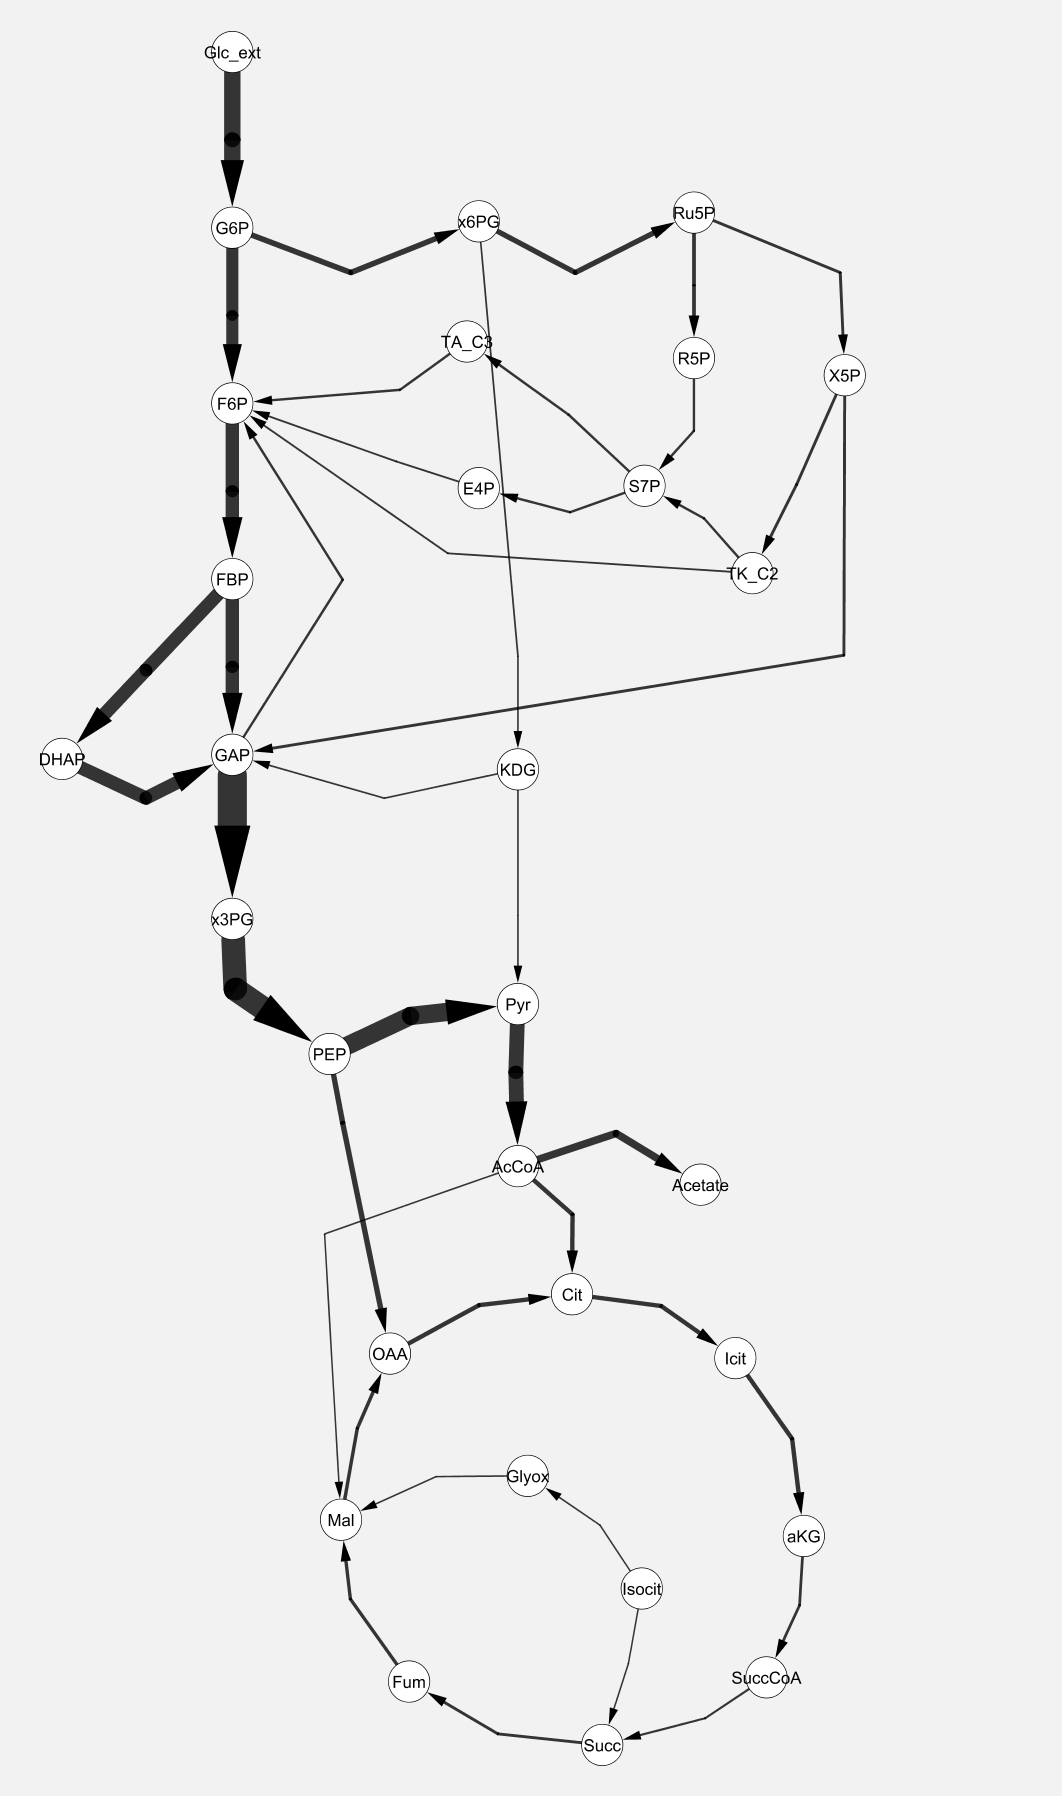 Glc_ext
G6P
x6PG
Ru5P
TA_C3
R5P
X5P
F6P
E4P
S7P
FBP
TK_C2
DHAP
GAP
KDG
x3PG
Pyr
PEP
AcCoA
Acetate
Cit
OAA
Icit
Glyox
Mal
aKG
Isocit
Fum
SuccCoA
Succ